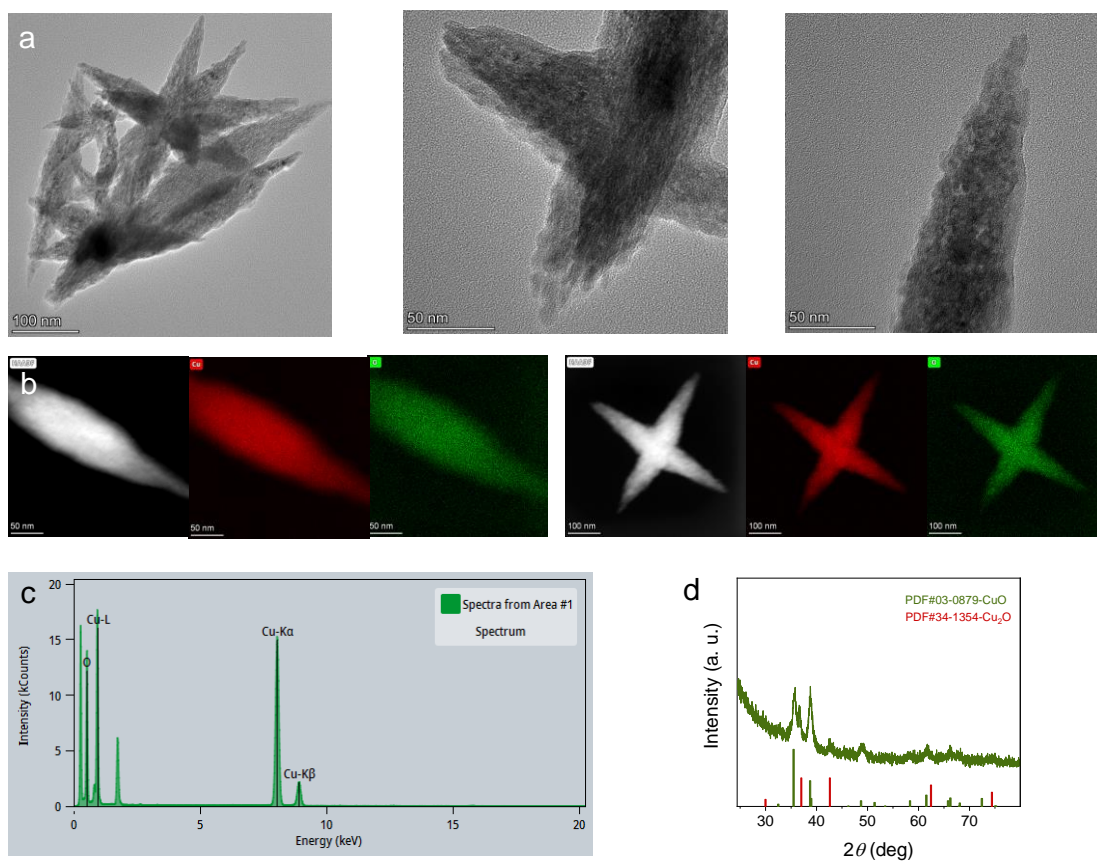 a
100 nm
50 nm
50 nm
b
HAADF
Cu
O
HAADF
Cu
O
50 nm
50 nm
50 nm
100 nm
100 nm
100 nm
c
20
15
10
5
0
Intensity (kCounts)
Cu-L
O
Cu-Kα
Cu-Kβ
Spectra from Area #1
Spectrum
0
5
10
15
20
Energy (keV)
d
PDF#03-0879-CuO
PDF#34-1354-Cu₂O
Intensity (a. u.)
30 40 50 60 70
2θ (deg)